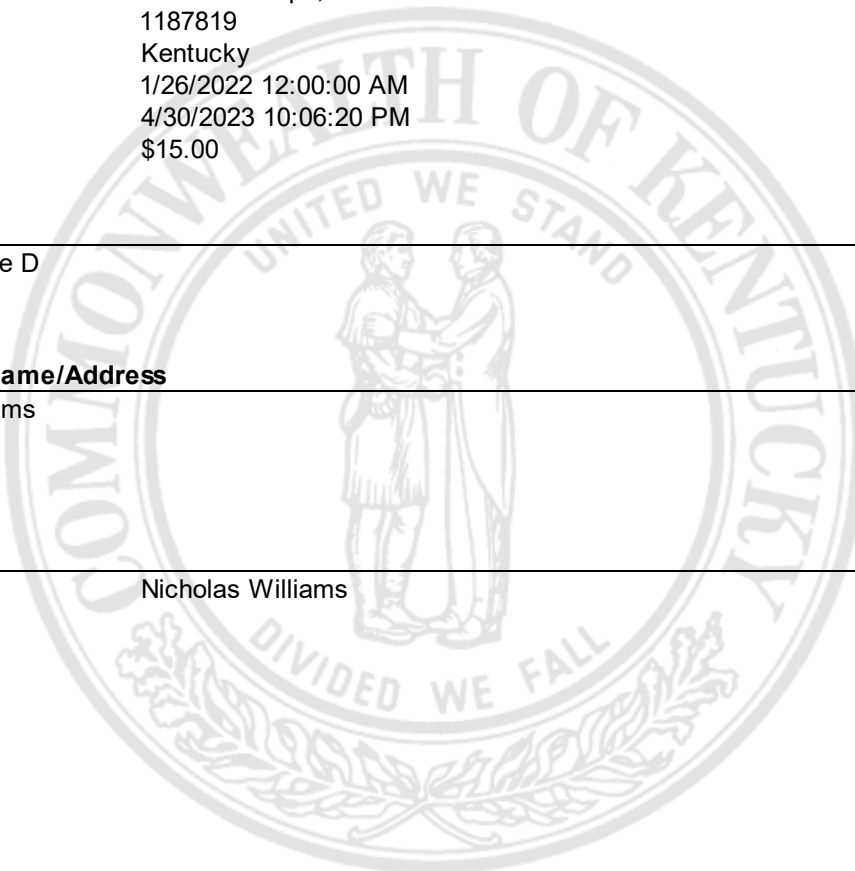 1187819
Kentucky
1/26/2022 12:00:00 AM
4/30/2023 10:06:20 PM
$15.00
COMMONWEALTH OF KENTUCKY
UNITED WE STAND
e D
ame/Address
ms
Nicholas Williams
DIVIDED WE FALL